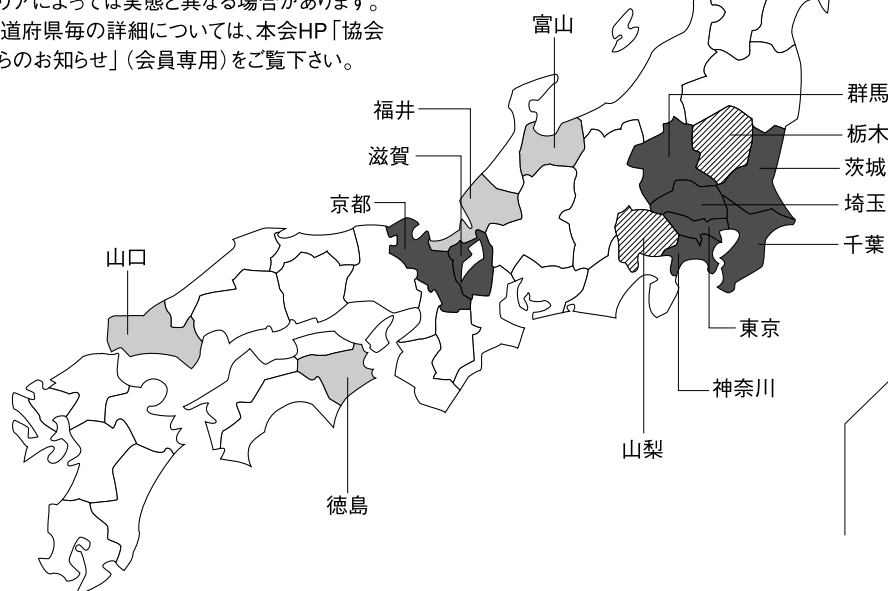 リアによっては実態と異なる場合があります。
道府県毎の詳細については、本会HP「協会
らのお知らせ」（会員専用）をご覧下さい。
富山
福井
滋賀
京都
山口
群馬
栃木
茨城
埼玉
千葉
東京
神奈川
山梨
徳島